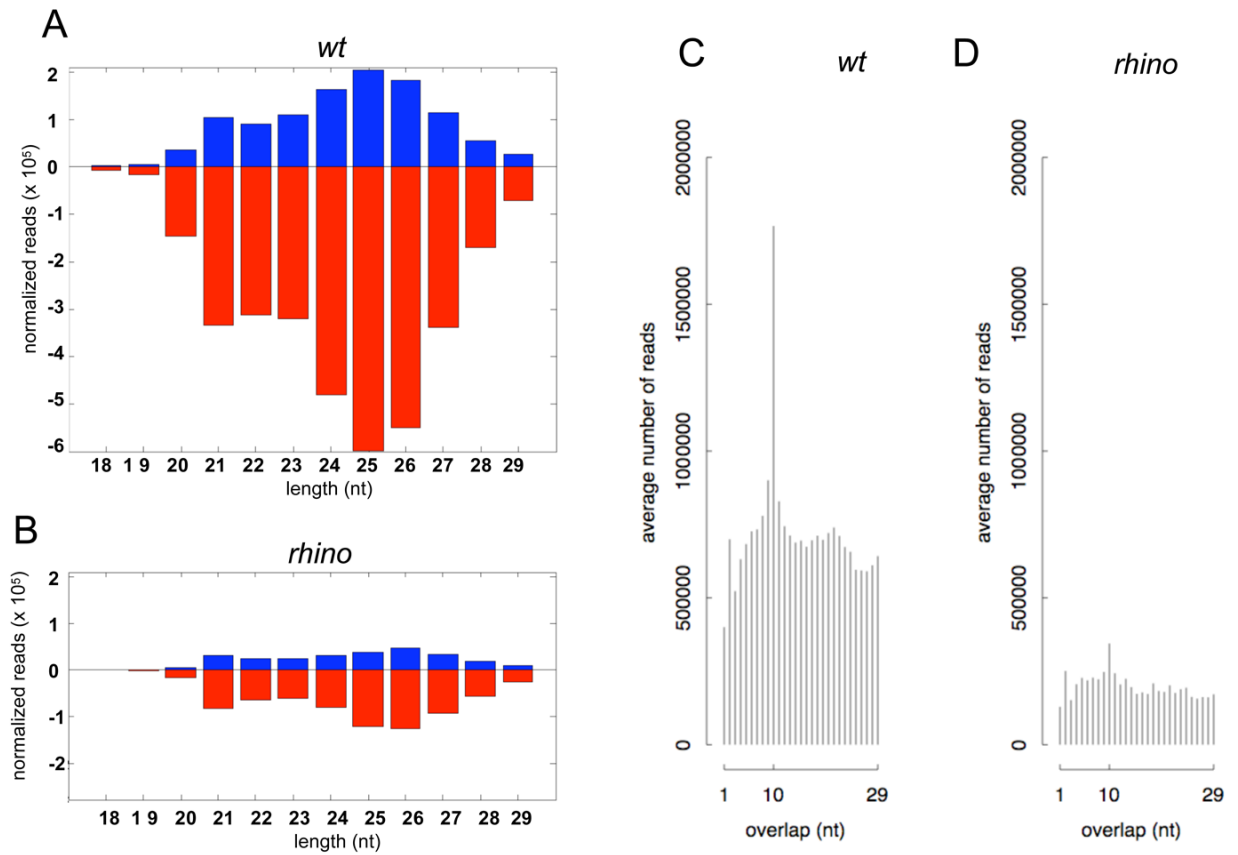 A
wt
normalized reads (x 10⁵)
2
1
0
-1
-2
-3
-4
-5
-6
18 1 9 20 21 22 23 24 25 26 27 28 29
length (nt)
B
rhino
normalized reads (x 10⁵)
2
1
0
-1
-2
18 1 9 20 21 22 23 24 25 26 27 28 29
length (nt)
C
wt
average number of reads
2000000
1500000
1000000
500000
0
1 10 29
overlap (nt)
D
rhino
average number of reads
2000000
1500000
1000000
500000
0
1 10 29
overlap (nt)